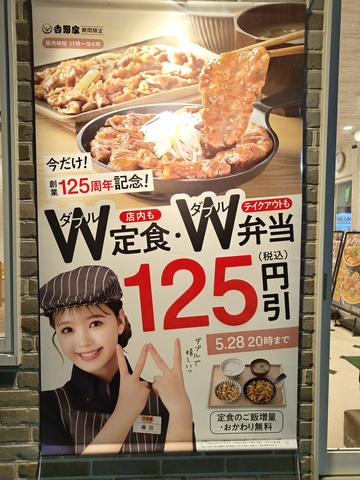 吉野家 期間限定
販売時間 11時〜翌4時
今だけ!
創業125周年記念!
ダブル 店内も ダブル テイクアウトも
W定食・W弁当
125円引(税込)
5.28 20時まで
ダブルで嬉しいっ
定食のご飯増量
・おかわり無料